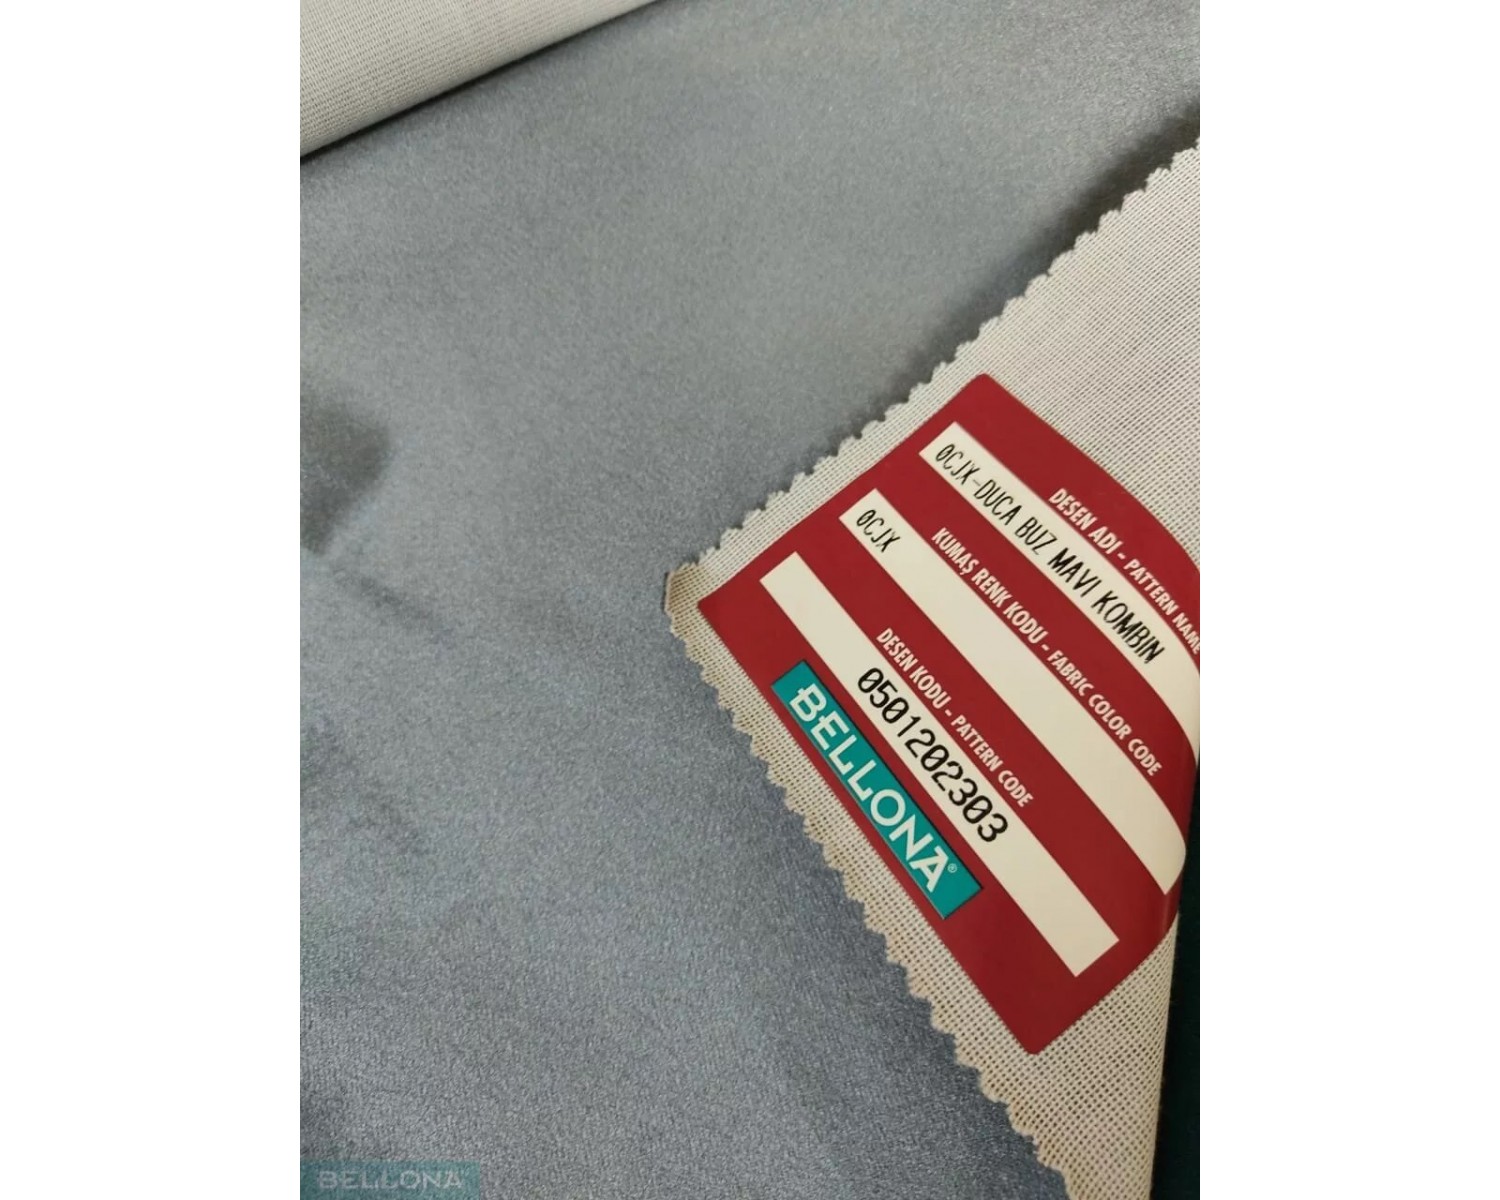 DESEN ADI - PATTERN NAME
0CJX-DUCA BUZ MAVI KOMBIN
KUMAŞ RENK KODU - FABRIC COLOR CODE
0CJX
DESEN KODU - PATTERN CODE
0501202303
BELLONA®
BELLONA